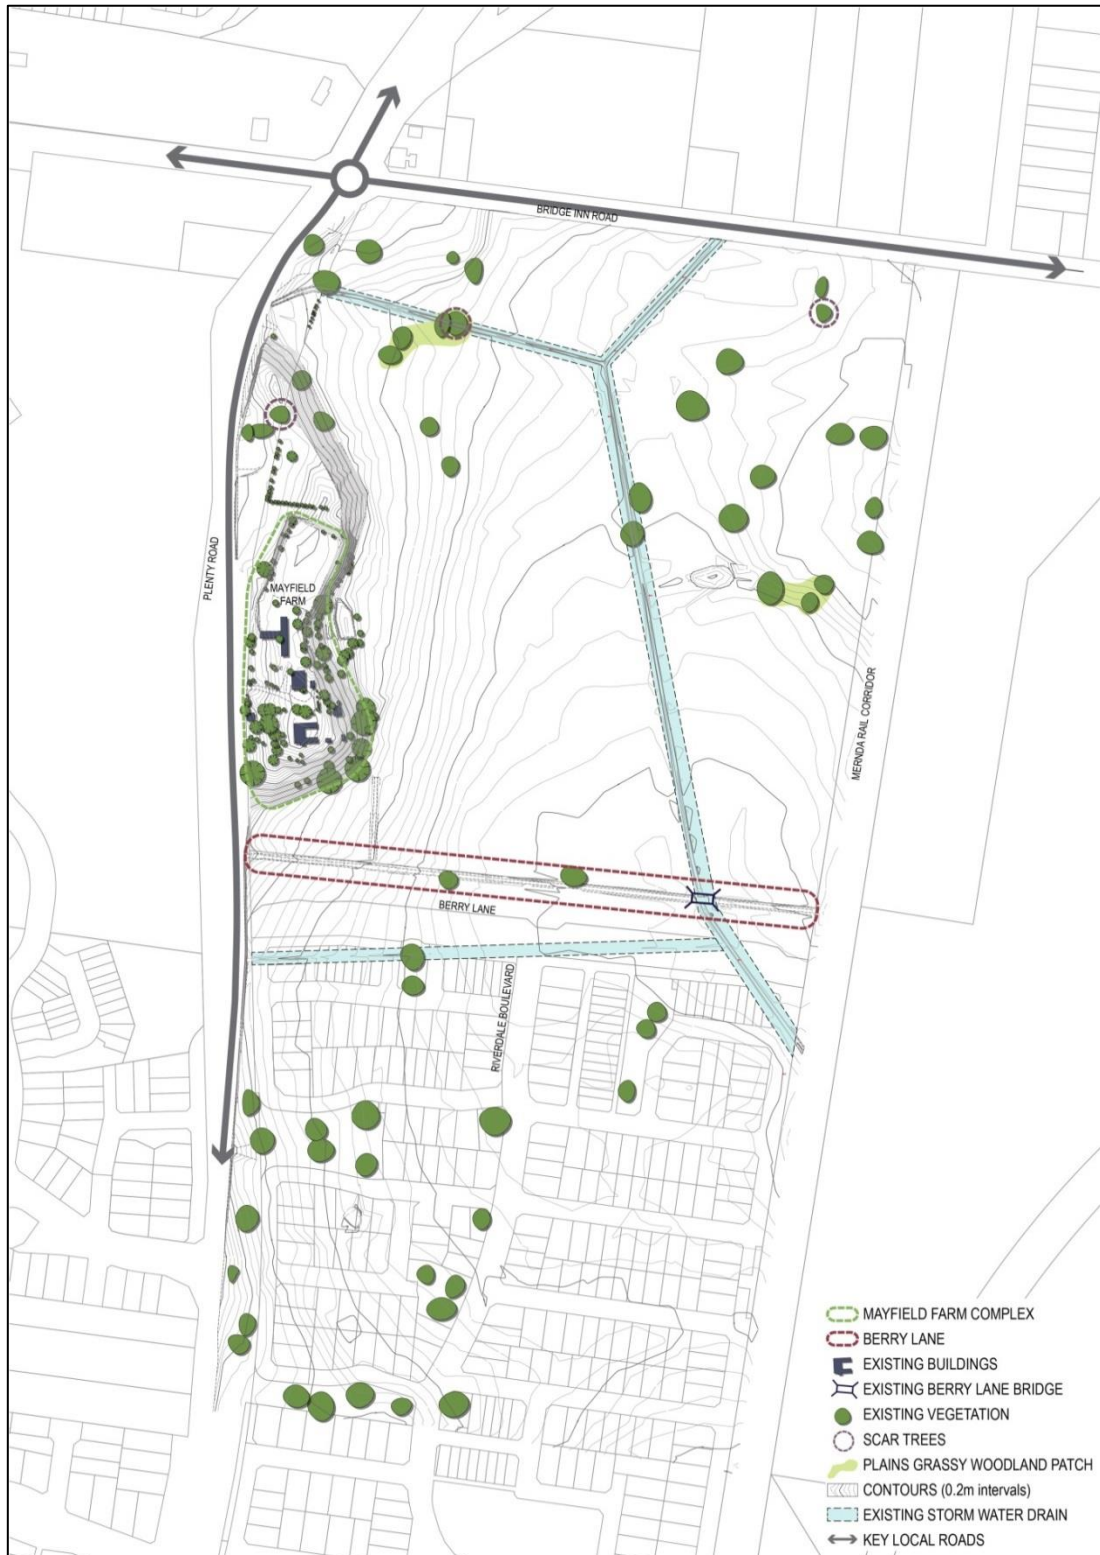 BRIDGE INN ROAD
PLENTY ROAD
MAYFIELD
FARM
MERNDA RAIL CORRIDOR
BERRY LANE
RIVERDALE BOULEVARD
MAYFIELD FARM COMPLEX
BERRY LANE
EXISTING BUILDINGS
EXISTING BERRY LANE BRIDGE
EXISTING VEGETATION
SCAR TREES
PLAINS GRASSY WOODLAND PATCH
CONTOURS (0.2m intervals)
EXISTING STORM WATER DRAIN
KEY LOCAL ROADS